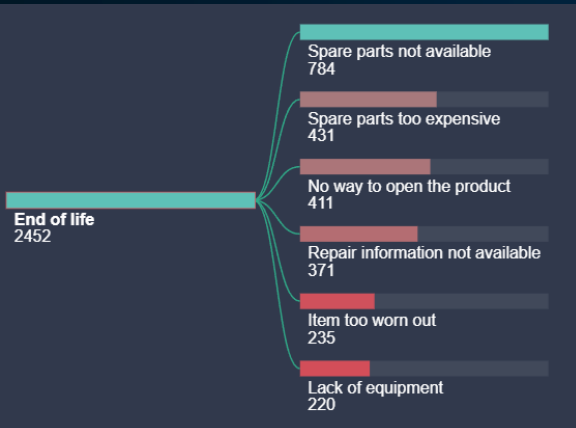 Spare parts not available
784
Spare parts too expensive
431
No way to open the product
411
End of life
2452
Repair information not available
371
Item too worn out
235
Lack of equipment
220